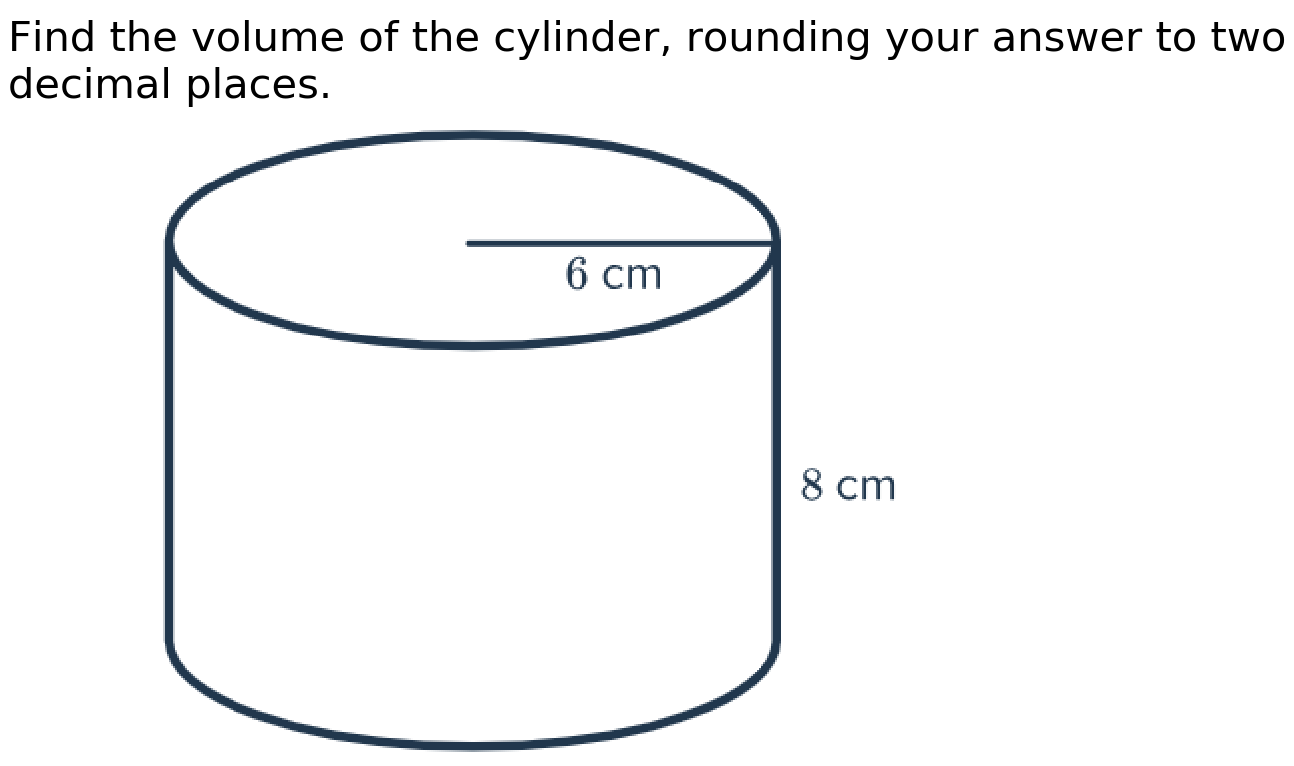 Find the volume of the cylinder, rounding your answer to two
decimal places.
6 cm
8 cm